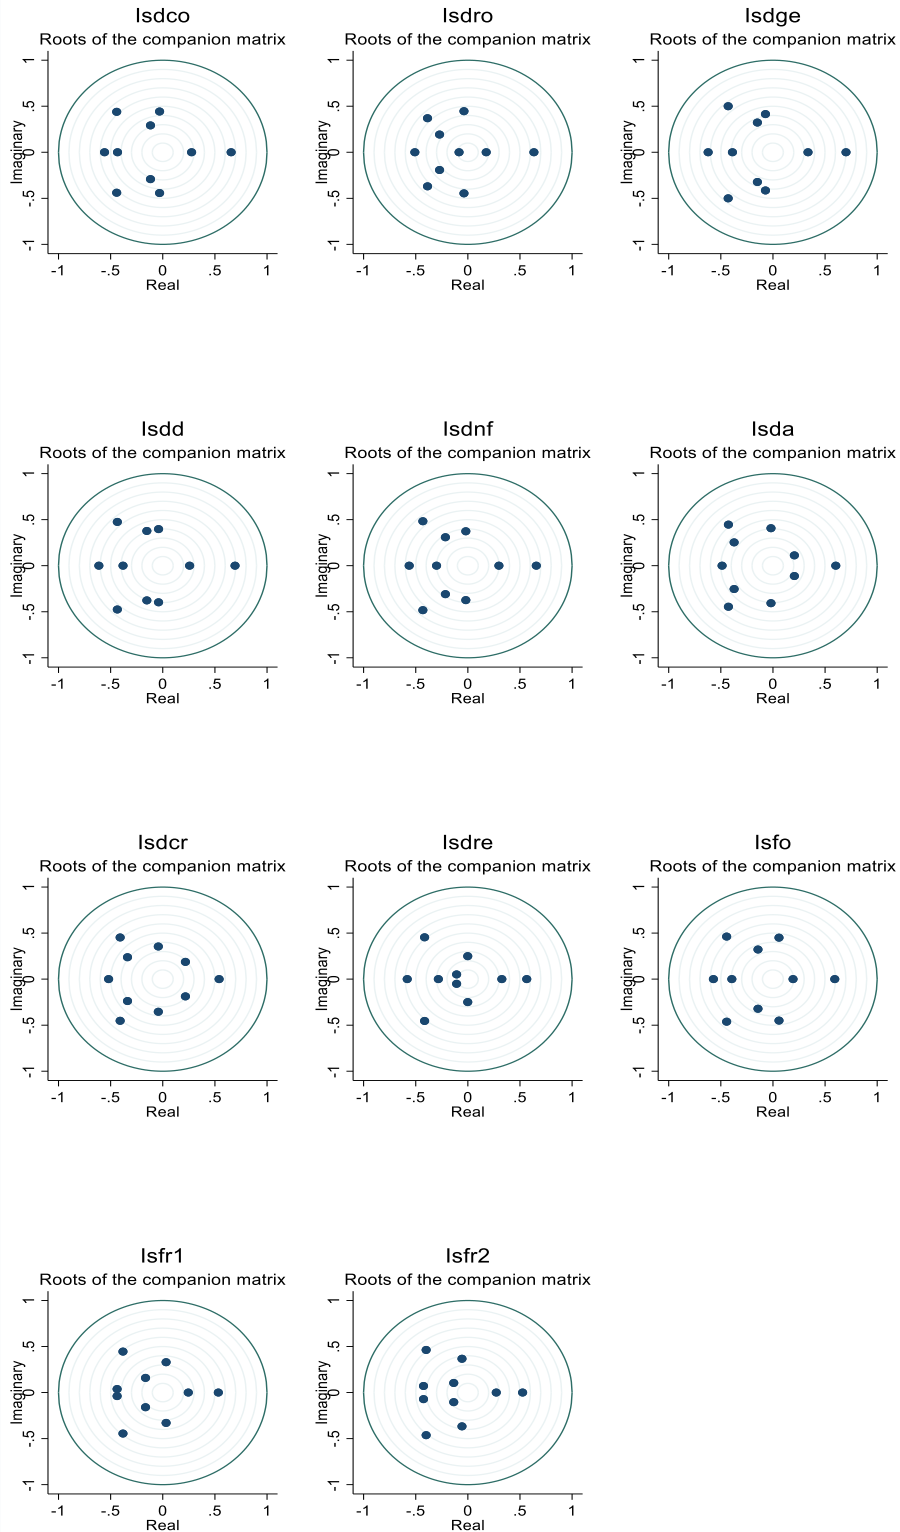 lsdco
Roots of the companion matrix
Imaginary
1
.5
0
-.5
-1
-1 -.5 0 .5 1
Real
lsdro
Roots of the companion matrix
Imaginary
1
.5
0
-.5
-1
-1 -.5 0 .5 1
Real
lsdge
Roots of the companion matrix
Imaginary
1
.5
0
-.5
-1
-1 -.5 0 .5 1
Real
lsdd
Roots of the companion matrix
Imaginary
1
.5
0
-.5
-1
-1 -.5 0 .5 1
Real
lsdnf
Roots of the companion matrix
Imaginary
1
.5
0
-.5
-1
-1 -.5 0 .5 1
Real
lsda
Roots of the companion matrix
Imaginary
1
.5
0
-.5
-1
-1 -.5 0 .5 1
Real
lsdcr
Roots of the companion matrix
Imaginary
1
.5
0
-.5
-1
-1 -.5 0 .5 1
Real
lsdre
Roots of the companion matrix
Imaginary
1
.5
0
-.5
-1
-1 -.5 0 .5 1
Real
lsfo
Roots of the companion matrix
Imaginary
1
.5
0
-.5
-1
-1 -.5 0 .5 1
Real
lsfr1
Roots of the companion matrix
Imaginary
1
.5
0
-.5
-1
-1 -.5 0 .5 1
Real
lsfr2
Roots of the companion matrix
Imaginary
1
.5
0
-.5
-1
-1 -.5 0 .5 1
Real